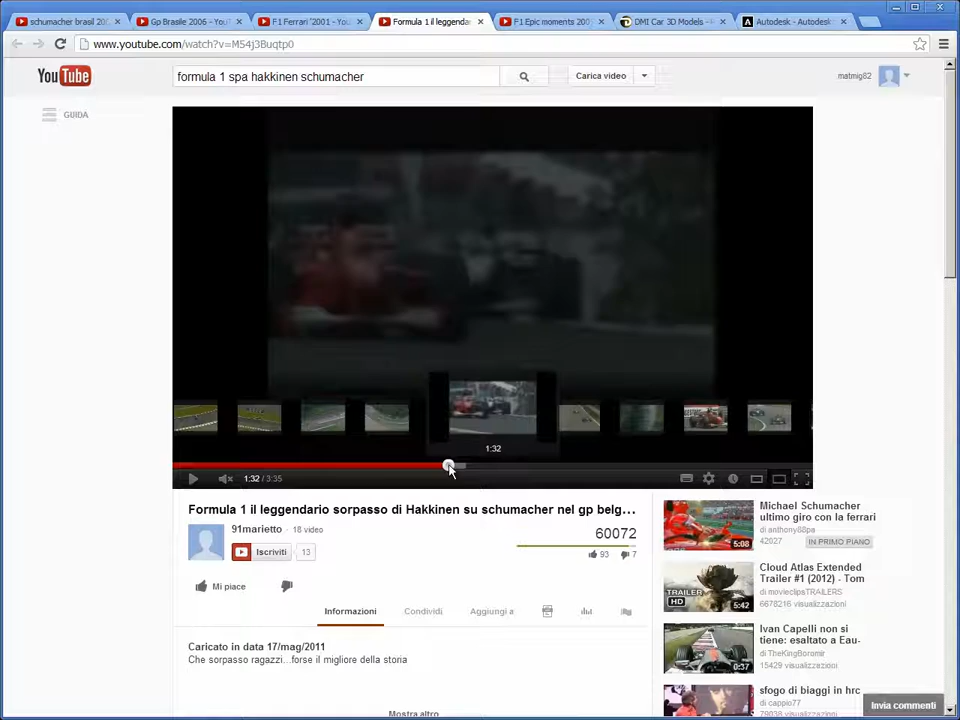 schumacher brasil 20
Gp Brasile 2006 - YouT
F1 Ferrari '2001 - YouTu
Formula 1 il leggenda
F1 Epic moments 200
DMI Car 3D Models -
Autodesk - Autodesk
www.youtube.com/watch?v=M54j3Buqtp0
YouTube
formula 1 spa hakkinen schumacher
Carica video
matmig82
GUIDA
1:32
1:32 / 3:35
Formula 1 il leggendario sorpasso di Hakkinen su schumacher nel gp belg...
91marietto · 18 video
60072
Iscriviti
13
93
7
Mi piace
Informazioni
Condividi
Aggiungi a
Caricato in data 17/mag/2011
Che sorpasso ragazzi...forse il migliore della storia
Mostra altro
Michael Schumacher
ultimo giro con la ferrari
di anthony88pa
42027
IN PRIMO PIANO
5:08
Cloud Atlas Extended
Trailer #1 (2012) - Tom
di movieclipsTRAILERS
6678216 visualizzazioni
TRAILER
HD
5:42
Ivan Capelli non si
tiene: esaltato a Eau-
di TheKingBoromir
15429 visualizzazioni
0:37
sfogo di biaggi in hrc
di cappio77
79038 visualizzazioni
Invia commenti